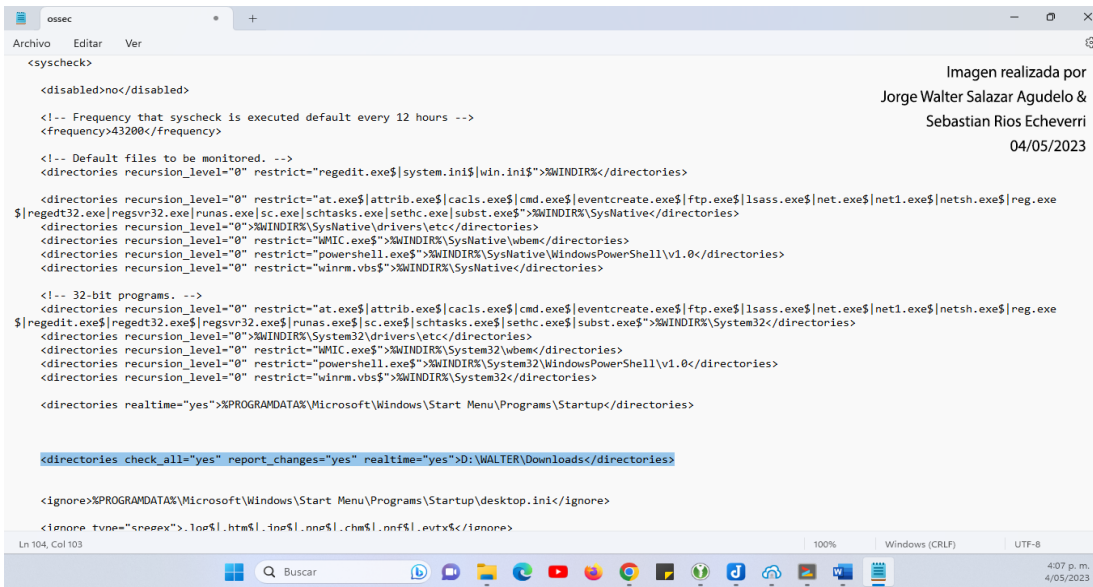 ossec
Archivo Editar Ver
Imagen realizada por
Jorge Walter Salazar Agudelo &
Sebastian Rios Echeverri
04/05/2023
<syscheck>
<disabled>no</disabled>
<!-- Frequency that syscheck is executed default every 12 hours -->
<frequency>43200</frequency>
<!-- Default files to be monitored. -->
<directories recursion_level="0" restrict="regedit.exe$|system.ini$|win.ini$">%WINDIR%</directories>
<directories recursion_level="0" restrict="at.exe$|attrib.exe$|cacls.exe$|cmd.exe$|eventcreate.exe$|ftp.exe$|lsass.exe$|net.exe$|net1.exe$|netsh.exe$|reg.exe
$|regedt32.exe|regsvr32.exe|runas.exe|sc.exe|schtasks.exe|sethc.exe|subst.exe$">%WINDIR%\SysNative</directories>
<directories recursion_level="0">%WINDIR%\SysNative\drivers\etc</directories>
<directories recursion_level="0" restrict="WMIC.exe$">%WINDIR%\SysNative\wbem</directories>
<directories recursion_level="0" restrict="powershell.exe$">%WINDIR%\SysNative\WindowsPowerShell\v1.0</directories>
<directories recursion_level="0" restrict="winrm.vbs$">%WINDIR%\SysNative</directories>
<!-- 32-bit programs. -->
<directories recursion_level="0" restrict="at.exe$|attrib.exe$|cacls.exe$|cmd.exe$|eventcreate.exe$|ftp.exe$|lsass.exe$|net.exe$|net1.exe$|netsh.exe$|reg.exe
$|regedit.exe$|regedt32.exe$|regsvr32.exe$|runas.exe$|sc.exe$|schtasks.exe$|sethc.exe$|subst.exe$">%WINDIR%\System32</directories>
<directories recursion_level="0">%WINDIR%\System32\drivers\etc</directories>
<directories recursion_level="0" restrict="WMIC.exe$">%WINDIR%\System32\wbem</directories>
<directories recursion_level="0" restrict="powershell.exe$">%WINDIR%\System32\WindowsPowerShell\v1.0</directories>
<directories recursion_level="0" restrict="winrm.vbs$">%WINDIR%\System32</directories>
<directories realtime="yes">%PROGRAMDATA%\Microsoft\Windows\Start Menu\Programs\Startup</directories>
<directories check_all="yes" report_changes="yes" realtime="yes">D:\WALTER\Downloads</directories>
<ignore>%PROGRAMDATA%\Microsoft\Windows\Start Menu\Programs\Startup\desktop.ini</ignore>
<ignore type="sregex">.log$|.htm$|.jpg$|.png$|.chm$|.pnf$|.evtx$</ignore>
Ln 104, Col 103 100% Windows (CRLF) UTF-8
Buscar
4:07 p. m.
4/05/2023